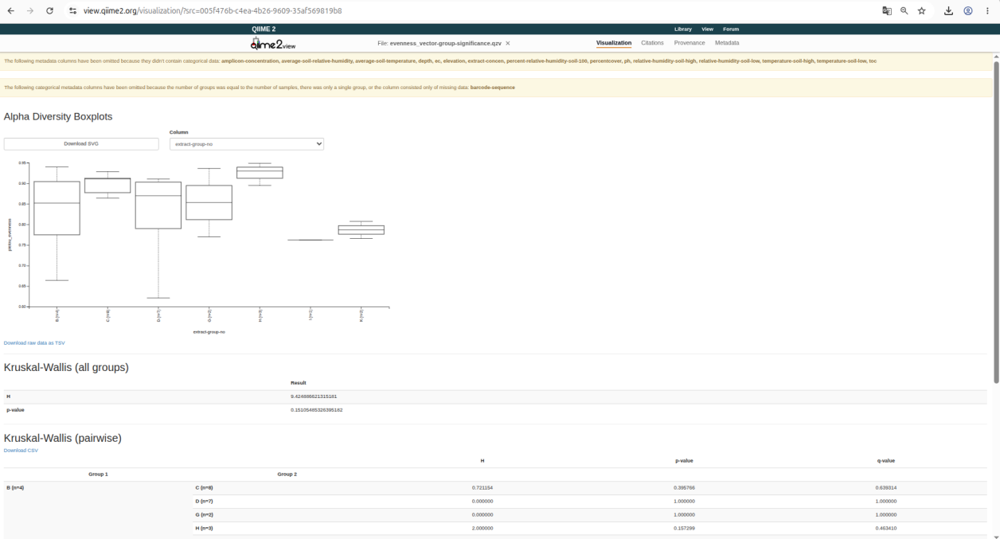 view.qiime2.org/visualization/?src=005f476b-c4ea-4b26-9609-35af569819b8
QIIME 2
Library View Forum
qiime2view
File: evenness_vector-group-significance.qzv ×
Visualization Citations Provenance Metadata
The following metadata columns have been omitted because they didn't contain categorical data: amplicon-concentration, average-soil-relative-humidity, average-soil-temperature, depth, ec, elevation, extract-concen, percent-relative-humidity-soil-100, percentcover, ph, relative-humidity-soil-high, relative-humidity-soil-low, temperature-soil-high, temperature-soil-low, toc
The following categorical metadata columns have been omitted because the number of groups was equal to the number of samples, there was only a single group, or the column consisted only of missing data: barcode-sequence
Alpha Diversity Boxplots
Column
Download SVG
extract-group-no
0.95
0.90
0.85
0.80
0.75
0.70
0.65
0.60
pielou_evenness
B (n=4)
C (n=8)
D (n=7)
G (n=2)
H (n=3)
I (n=1)
K (n=2)
extract-group-no
Download raw data as TSV
Kruskal-Wallis (all groups)
Result
H 9.424886621315181
p-value 0.15105485326395182
Kruskal-Wallis (pairwise)
Download CSV
H p-value q-value
Group 1 Group 2
B (n=4) C (n=8) 0.721154 0.395766 0.639314
D (n=7) 0.000000 1.000000 1.000000
G (n=2) 0.000000 1.000000 1.000000
H (n=3) 2.000000 0.157299 0.463410